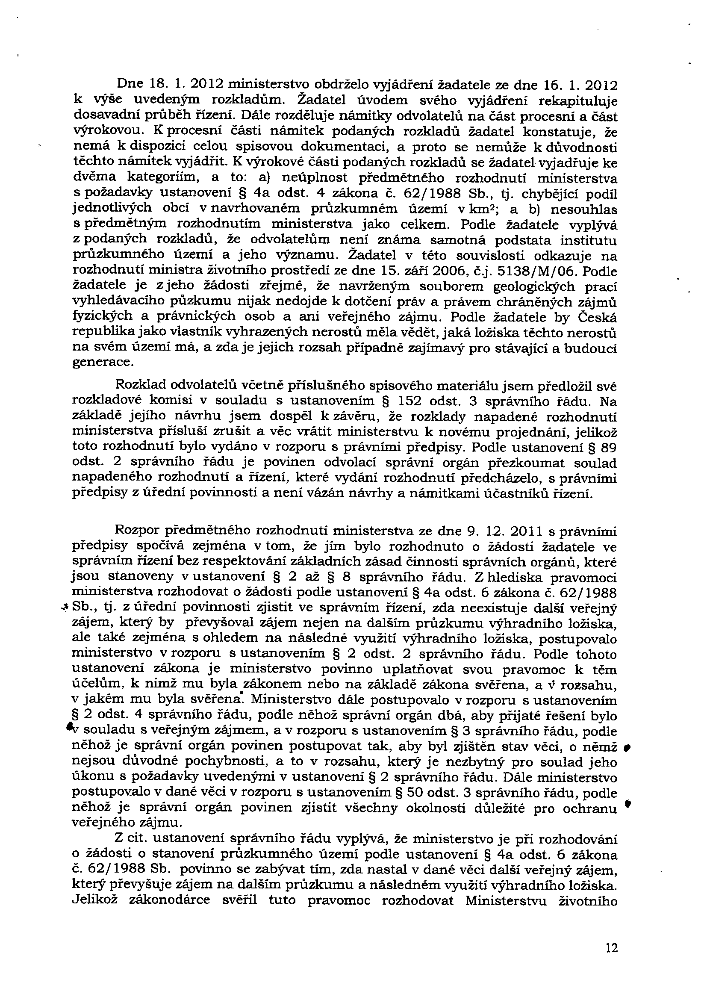 Dne 18. 1. 2012 ministerstvo obdrželo vyjádření žadatele ze dne 16. 1. 2012
k výše uvedeným rozkladům. Žadatel úvodem svého vyjádření rekapituluje
dosavadní průběh řízení. Dále rozděluje námitky odvolatelů na část procesní a část
výrokovou. K procesní části námitek podaných rozkladů žadatel konstatuje, že
nemá k dispozici celou spisovou dokumentaci, a proto se nemůže k důvodnosti
těchto námitek vyjádřit. K výrokové části podaných rozkladů se žadatel vyjadřuje ke
dvěma kategoriím, a to: a) neúplnost předmětného rozhodnutí ministerstva
s požadavky ustanovení § 4a odst. 4 zákona č. 62/1988 Sb., tj. chybějící podíl
jednotlivých obcí v navrhovaném průzkumném území v km²; a b) nesouhlas
s předmětným rozhodnutím ministerstva jako celkem. Podle žadatele vyplývá
z podaných rozkladů, že odvolatelům není známa samotná podstata institutu
průzkumného území a jeho významu. Žadatel v této souvislosti odkazuje na
rozhodnutí ministra životního prostředí ze dne 15. září 2006, č.j. 5138/M/06. Podle
žadatele je z jeho žádosti zřejmé, že navrženým souborem geologických prací
vyhledávacího půzkumu nijak nedojde k dotčení práv a právem chráněných zájmů
fyzických a právnických osob a ani veřejného zájmu. Podle žadatele by Česká
republika jako vlastník vyhrazených nerostů měla vědět, jaká ložiska těchto nerostů
na svém území má, a zda je jejich rozsah případně zajímavý pro stávající a budoucí
generace.
Rozklad odvolatelů včetně příslušného spisového materiálu jsem předložil své
rozkladové komisi v souladu s ustanovením § 152 odst. 3 správního řádu. Na
základě jejího návrhu jsem dospěl k závěru, že rozklady napadené rozhodnutí
ministerstva přísluší zrušit a věc vrátit ministerstvu k novému projednání, jelikož
toto rozhodnutí bylo vydáno v rozporu s právními předpisy. Podle ustanovení § 89
odst. 2 správního řádu je povinen odvolací správní orgán přezkoumat soulad
napadeného rozhodnutí a řízení, které vydání rozhodnutí předcházelo, s právními
předpisy z úřední povinnosti a není vázán návrhy a námitkami účastníků řízení.
Rozpor předmětného rozhodnutí ministerstva ze dne 9. 12. 2011 s právními
předpisy spočívá zejména v tom, že jím bylo rozhodnuto o žádosti žadatele ve
správním řízení bez respektování základních zásad činnosti správních orgánů, které
jsou stanoveny v ustanovení § 2 až § 8 správního řádu. Z hlediska pravomoci
ministerstva rozhodovat o žádosti podle ustanovení § 4a odst. 6 zákona č. 62/1988
Sb., tj. z úřední povinnosti zjistit ve správním řízení, zda neexistuje další veřejný
zájem, který by převyšoval zájem nejen na dalším průzkumu výhradního ložiska,
ale také zejména s ohledem na následné využití výhradního ložiska, postupovalo
ministerstvo v rozporu s ustanovením § 2 odst. 2 správního řádu. Podle tohoto
ustanovení zákona je ministerstvo povinno uplatňovat svou pravomoc k těm
účelům, k nimž mu byla zákonem nebo na základě zákona svěřena, a v rozsahu,
v jakém mu byla svěřena. Ministerstvo dále postupovalo v rozporu s ustanovením
§ 2 odst. 4 správního řádu, podle něhož správní orgán dbá, aby přijaté řešení bylo
v souladu s veřejným zájmem, a v rozporu s ustanovením § 3 správního řádu, podle
něhož je správní orgán povinen postupovat tak, aby byl zjištěn stav věci, o němž
nejsou důvodné pochybnosti, a to v rozsahu, který je nezbytný pro soulad jeho
úkonu s požadavky uvedenými v ustanovení § 2 správního řádu. Dále ministerstvo
postupovalo v dané věci v rozporu s ustanovením § 50 odst. 3 správního řádu, podle
něhož je správní orgán povinen zjistit všechny okolnosti důležité pro ochranu
veřejného zájmu.
Z cit. ustanovení správního řádu vyplývá, že ministerstvo je při rozhodování
o žádosti o stanovení průzkumného území podle ustanovení § 4a odst. 6 zákona
č. 62/1988 Sb. povinno se zabývat tím, zda nastal v dané věci další veřejný zájem,
který převyšuje zájem na dalším průzkumu a následném využití výhradního ložiska.
Jelikož zákonodárce svěřil tuto pravomoc rozhodovat Ministerstvu životního
12